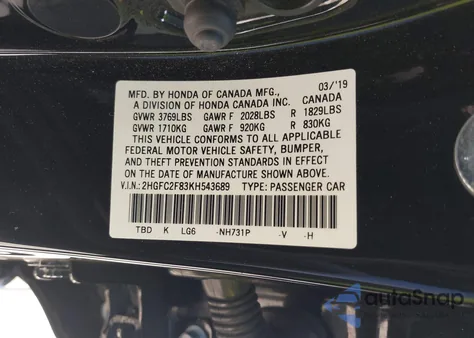 MFD. BY HONDA OF CANADA MFG., 03/'19
A DIVISION OF HONDA CANADA INC. CANADA
GVWR 3769LBS GAWR F 2028LBS R 1829LBS
GVWR 1710KG GAWR F 920KG R 830KG
THIS VEHICLE CONFORMS TO ALL APPLICABLE
FEDERAL MOTOR VEHICLE SAFETY, BUMPER,
AND THEFT PREVENTION STANDARDS IN EFFECT
ON THE DATE OF MANUFACTURE SHOWN ABOVE.
V.I.N.:2HGFC2F83KH543689 TYPE: PASSENGER CAR
TBD K LG6 -NH731P -V -H
autoSnap